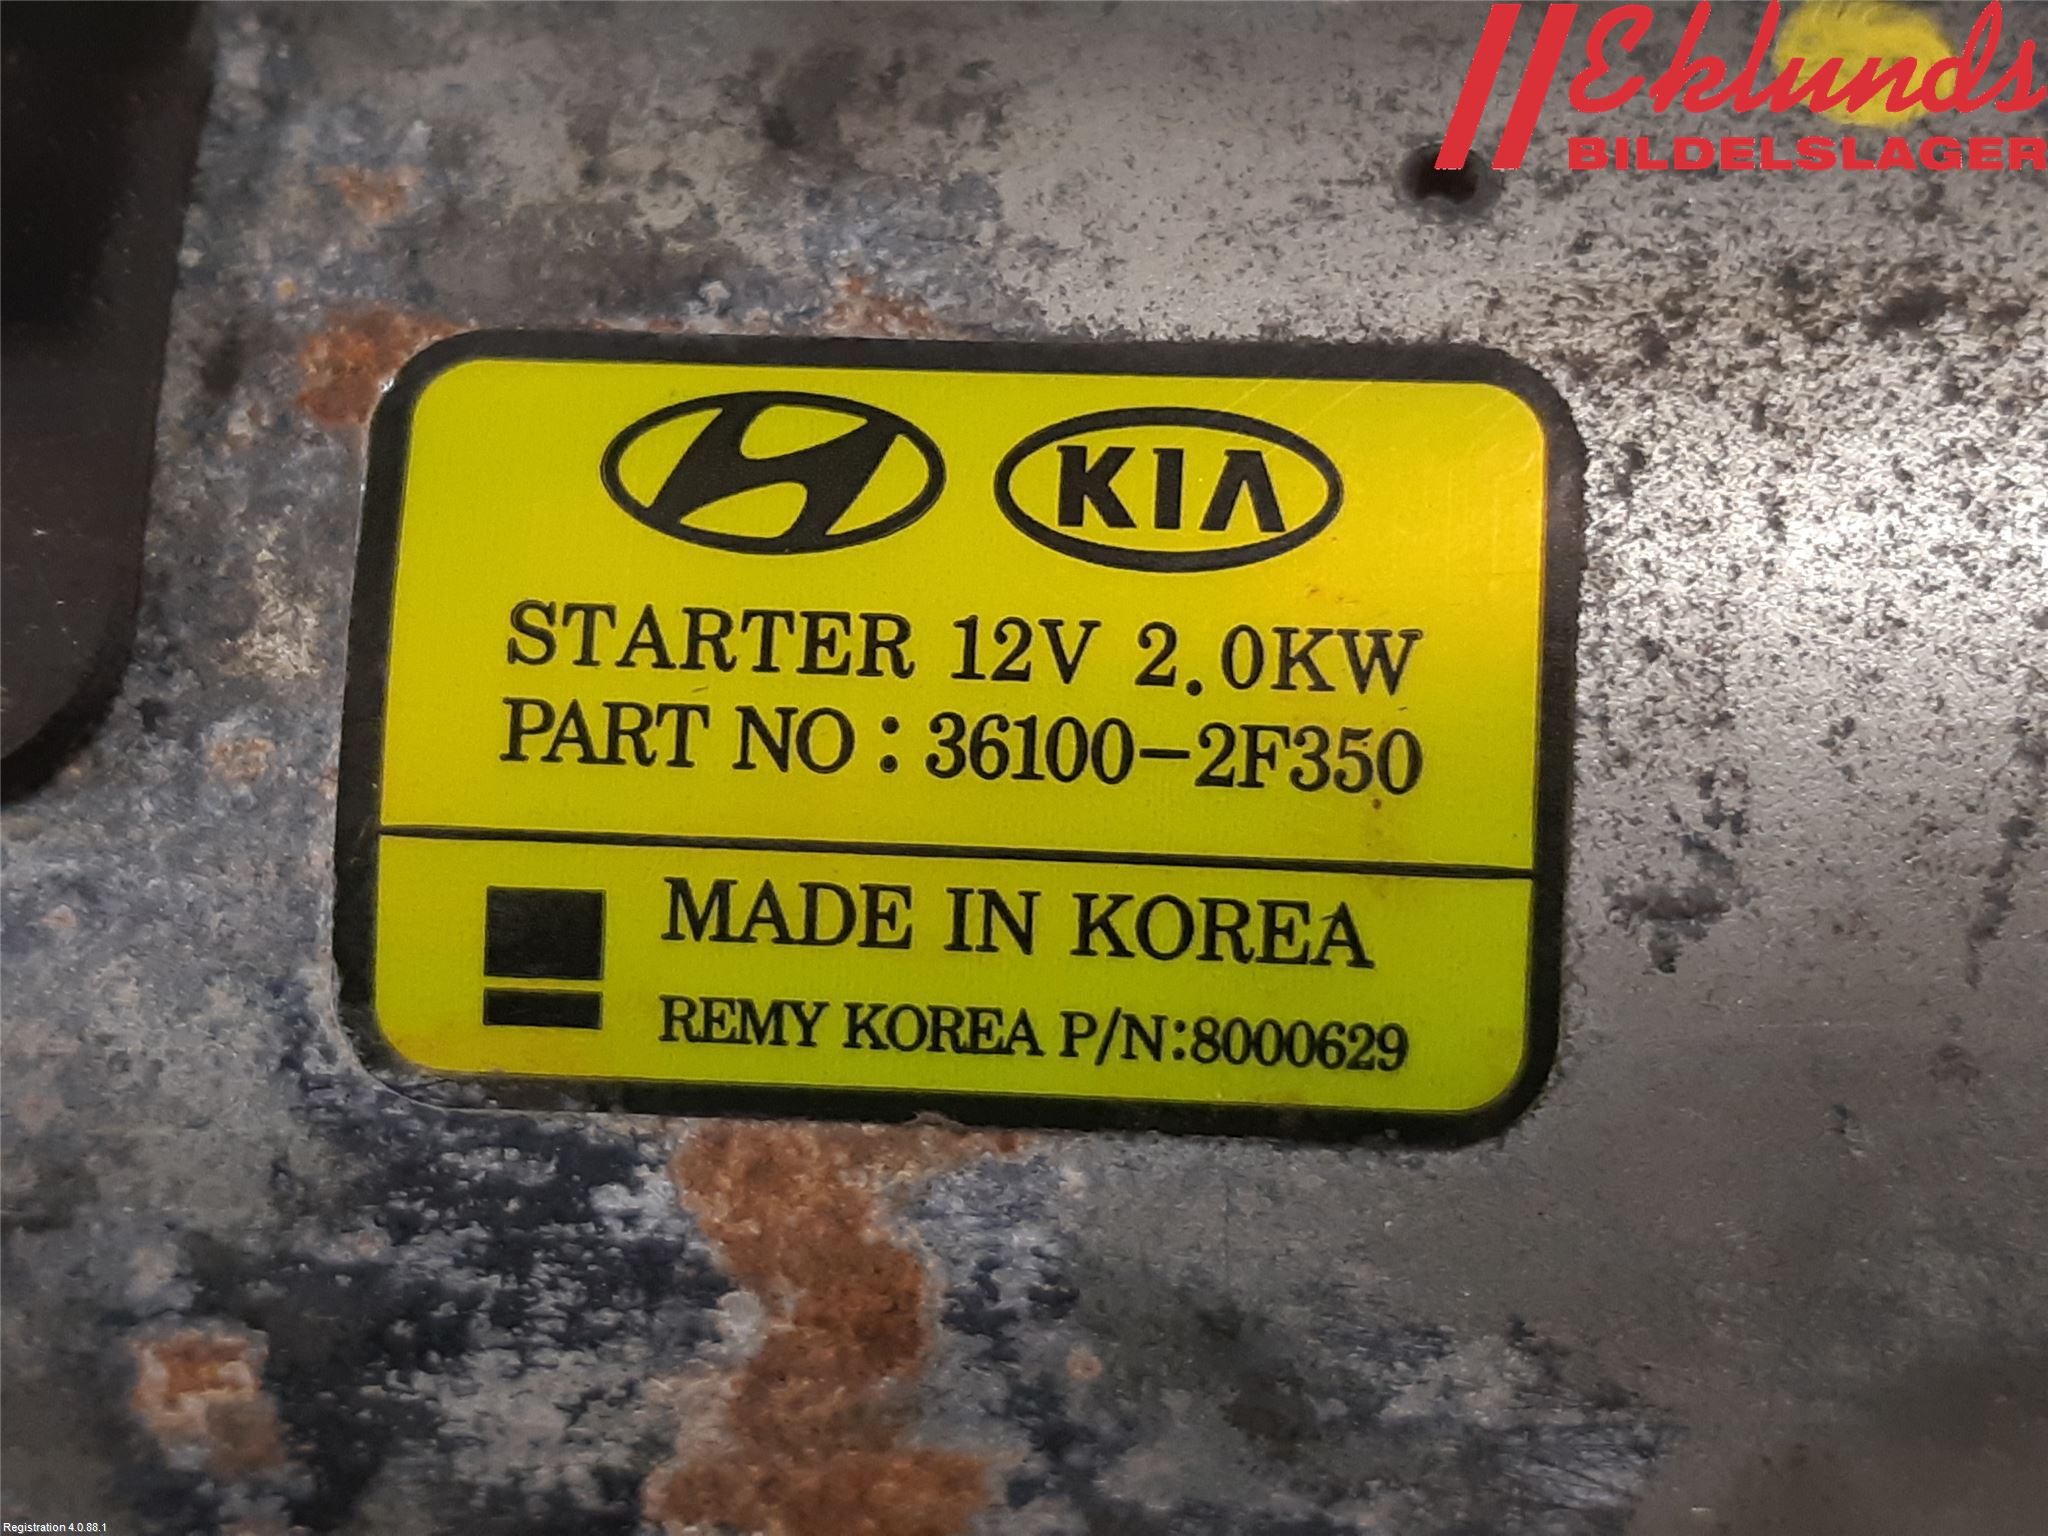 Eklunds
BILDELSLAGER
KIA
STARTER 12V 2.0KW
PART NO : 36100-2F350
MADE IN KOREA
REMY KOREA P/N:8000629
Registration 4.0.88.1